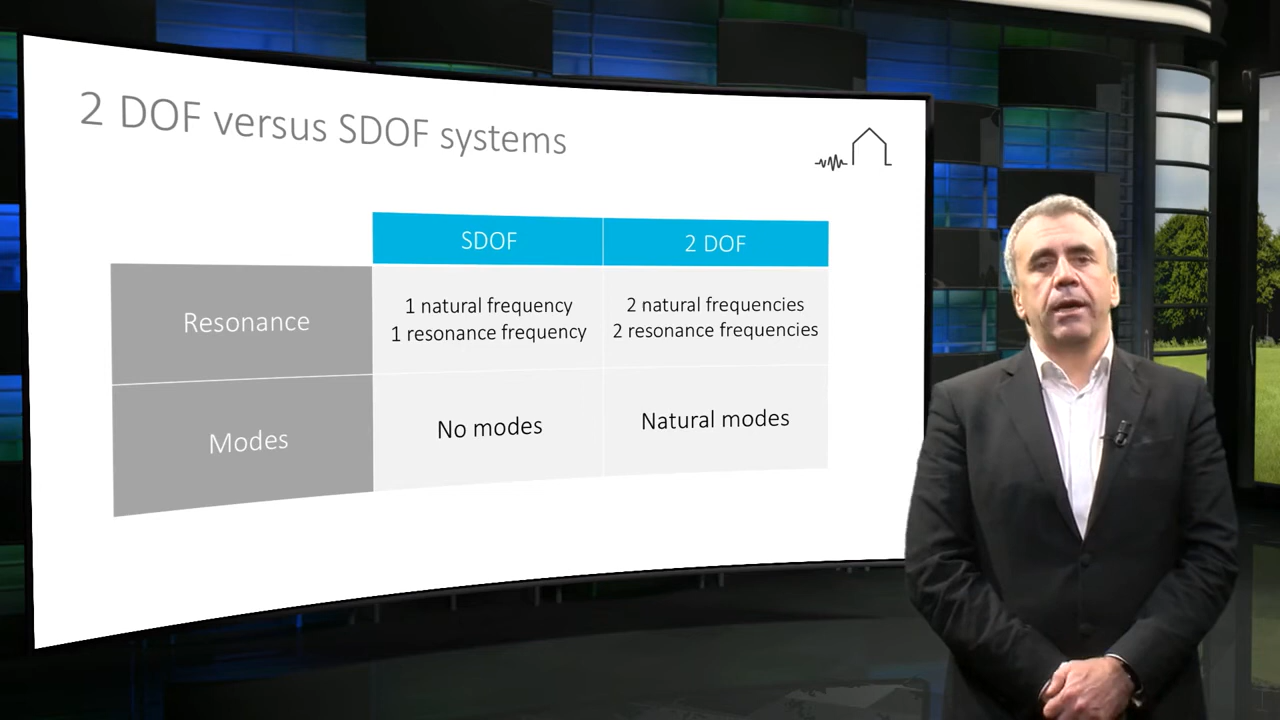 2 DOF versus SDOF systems
SDOF
2 DOF
Resonance
1 natural frequency
1 resonance frequency
2 natural frequencies
2 resonance frequencies
Modes
No modes
Natural modes